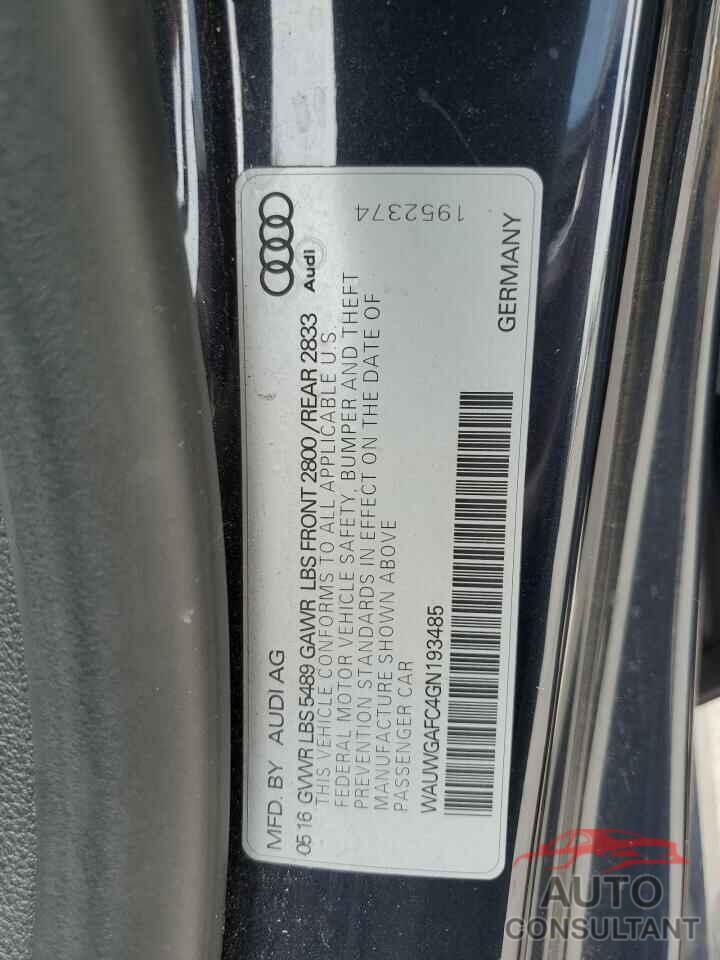 MFD. BY AUDI AG
05 16 GVWR LBS 5489 GAWR LBS FRONT 2800 / REAR 2833
THIS VEHICLE CONFORMS TO ALL APPLICABLE U.S.
FEDERAL MOTOR VEHICLE SAFETY, BUMPER AND THEFT
PREVENTION STANDARDS IN EFFECT ON THE DATE OF
MANUFACTURE SHOWN ABOVE
PASSENGER CAR
WAUWGAFC4GN193485
Audi
1952374
GERMANY
AUTO
CONSULTANT